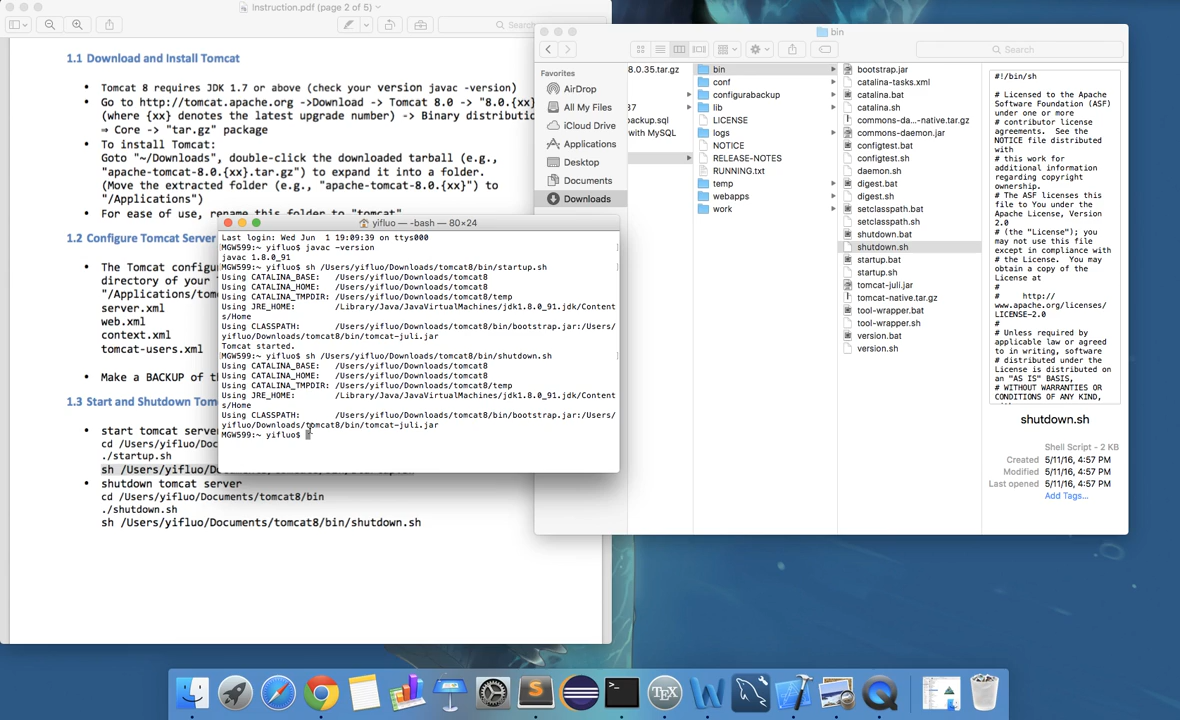 Instruction.pdf (page 2 of 5)
Search
1.1 Download and Install Tomcat
• Tomcat 8 requires JDK 1.7 or above (check your version javac -version)
• Go to http://tomcat.apache.org ->Download -> Tomcat 8.0 -> "8.0.{xx}
(where {xx} denotes the latest upgrade number) -> Binary distributio
⇒ Core -> "tar.gz" package
• To install Tomcat:
Goto "~/Downloads", double-click the downloaded tarball (e.g.,
"apache-tomcat-8.0.{xx}.tar.gz") to expand it into a folder.
(Move the extracted folder (e.g., "apache-tomcat-8.0.{xx}") to
"/Applications")
• For ease of use, rename this folder to "tomcat"
1.2 Configure Tomcat Server
• The Tomcat configu
directory of your
"/Applications/tom
server.xml
web.xml
context.xml
tomcat-users.xml
• Make a BACKUP of th
1.3 Start and Shutdown Tom
• start tomcat serve
cd /Users/yifluo/D
./startup.sh
sh /Users/yifluo/D
• shutdown tomcat server
cd /Users/yifluo/Documents/tomcat8/bin
./shutdown.sh
sh /Users/yifluo/Documents/tomcat8/bin/shutdown.sh
yifluo — -bash — 80×24
Last login: Wed Jun 1 19:09:39 on ttys000
MGW599:~ yifluo$ javac -version
javac 1.8.0_91
MGW599:~ yifluo$ sh /Users/yifluo/Downloads/tomcat8/bin/startup.sh
Using CATALINA_BASE: /Users/yifluo/Downloads/tomcat8
Using CATALINA_HOME: /Users/yifluo/Downloads/tomcat8
Using CATALINA_TMPDIR: /Users/yifluo/Downloads/tomcat8/temp
Using JRE_HOME: /Library/Java/JavaVirtualMachines/jdk1.8.0_91.jdk/Content
s/Home
Using CLASSPATH: /Users/yifluo/Downloads/tomcat8/bin/bootstrap.jar:/Users/
yifluo/Downloads/tomcat8/bin/tomcat-juli.jar
Tomcat started.
MGW599:~ yifluo$ sh /Users/yifluo/Downloads/tomcat8/bin/shutdown.sh
Using CATALINA_BASE: /Users/yifluo/Downloads/tomcat8
Using CATALINA_HOME: /Users/yifluo/Downloads/tomcat8
Using CATALINA_TMPDIR: /Users/yifluo/Downloads/tomcat8/temp
Using JRE_HOME: /Library/Java/JavaVirtualMachines/jdk1.8.0_91.jdk/Content
s/Home
Using CLASSPATH: /Users/yifluo/Downloads/tomcat8/bin/bootstrap.jar:/Users/
yifluo/Downloads/tomcat8/bin/tomcat-juli.jar
MGW599:~ yifluo$
bin
Search
Favorites
AirDrop
All My Files
iCloud Drive
Applications
Desktop
Documents
Downloads
8.0.35.tar.gz
37
ackup.sql
with MySQL
bin
conf
configurabackup
lib
LICENSE
logs
NOTICE
RELEASE-NOTES
RUNNING.txt
temp
webapps
work
bootstrap.jar
catalina-tasks.xml
catalina.bat
catalina.sh
commons-da...-native.tar.gz
commons-daemon.jar
configtest.bat
configtest.sh
daemon.sh
digest.bat
digest.sh
setclasspath.bat
setclasspath.sh
shutdown.bat
shutdown.sh
startup.bat
startup.sh
tomcat-juli.jar
tomcat-native.tar.gz
tool-wrapper.bat
tool-wrapper.sh
version.bat
version.sh
#!/bin/sh
# Licensed to the Apache
Software Foundation (ASF)
under one or more
# contributor license
agreements. See the
NOTICE file distributed
with
# this work for
additional information
regarding copyright
ownership.
# The ASF licenses this
file to You under the
Apache License, Version
2.0
# (the "License"); you
may not use this file
except in compliance with
# the License. You may
obtain a copy of the
License at
#
# http://
www.apache.org/licenses/
LICENSE-2.0
#
# Unless required by
applicable law or agreed
to in writing, software
# distributed under the
License is distributed on
an "AS IS" BASIS,
# WITHOUT WARRANTIES OR
CONDITIONS OF ANY KIND,
shutdown.sh
Shell Script - 2 KB
Created 5/11/16, 4:57 PM
Modified 5/11/16, 4:57 PM
Last opened 5/11/16, 4:57 PM
Add Tags...